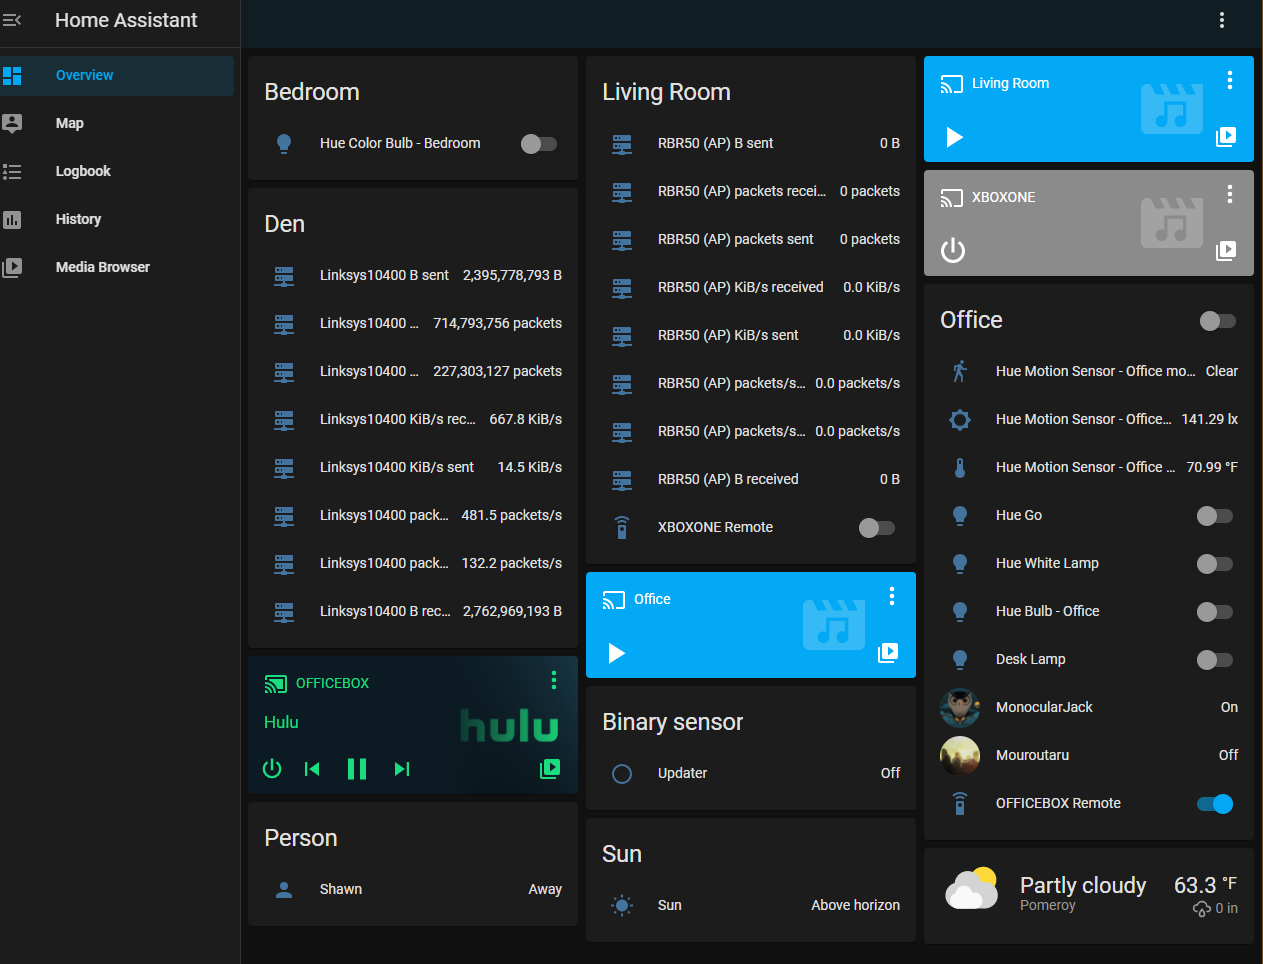 Home Assistant
Overview
Map
Logbook
History
Media Browser
Bedroom
Hue Color Bulb - Bedroom
Den
Linksys10400 B sent 2,395,778,793 B
Linksys10400 ... 714,793,756 packets
Linksys10400 ... 227,303,127 packets
Linksys10400 KiB/s rec... 667.8 KiB/s
Linksys10400 KiB/s sent 14.5 KiB/s
Linksys10400 pack... 481.5 packets/s
Linksys10400 pack... 132.2 packets/s
Linksys10400 B rec... 2,762,969,193 B
OFFICEBOX
Hulu
hulu
Person
Shawn Away
Living Room
RBR50 (AP) B sent 0 B
RBR50 (AP) packets recei... 0 packets
RBR50 (AP) packets sent 0 packets
RBR50 (AP) KiB/s received 0.0 KiB/s
RBR50 (AP) KiB/s sent 0.0 KiB/s
RBR50 (AP) packets/s... 0.0 packets/s
RBR50 (AP) packets/s... 0.0 packets/s
RBR50 (AP) B received 0 B
XBOXONE Remote
Office
Binary sensor
Updater Off
Sun
Sun Above horizon
Living Room
XBOXONE
Office
Hue Motion Sensor - Office mo... Clear
Hue Motion Sensor - Office... 141.29 lx
Hue Motion Sensor - Office ... 70.99 °F
Hue Go
Hue White Lamp
Hue Bulb - Office
Desk Lamp
MonocularJack On
Mouroutaru Off
OFFICEBOX Remote
Partly cloudy 63.3 °F
Pomeroy 0 in